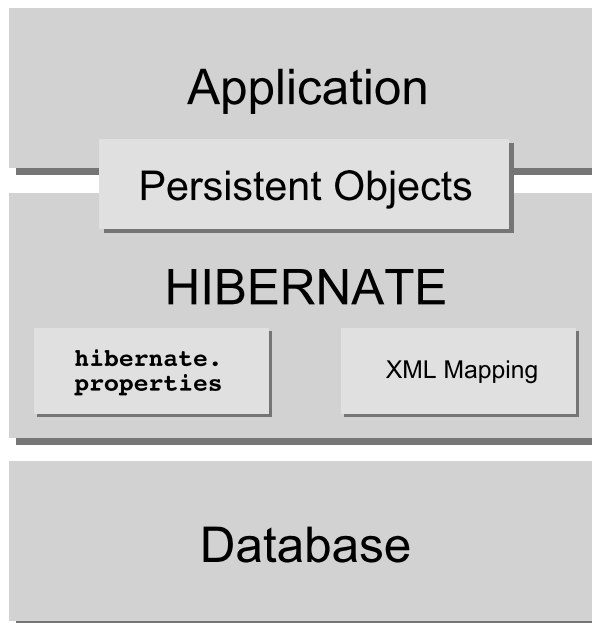 Application
Persistent Objects
HIBERNATE
hibernate.
properties
XML Mapping
Database